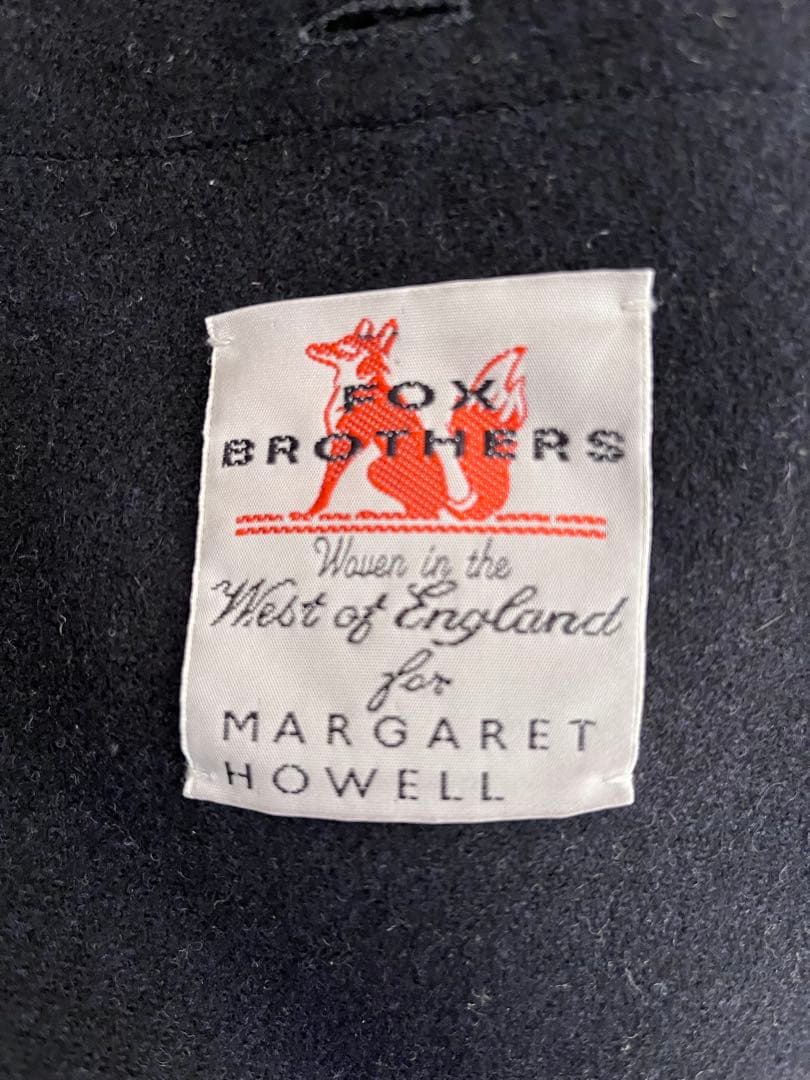 FOX
BROTHERS
Woven in the
West of England
for
MARGARET
HOWELL